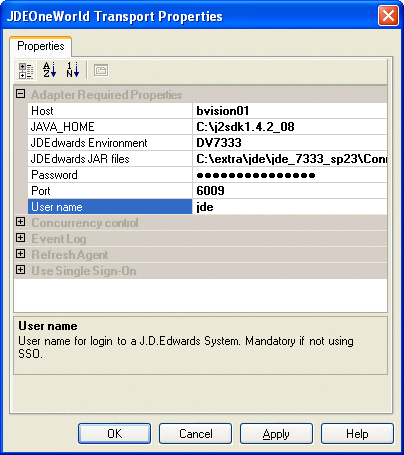 JDEOneWorld Transport Properties
Properties
Adapter Required Properties
Host bvision01
JAVA_HOME C:\j2sdk1.4.2_08
JDEdwards Environment DV7333
JDEdwards JAR files C:\extra\jde\jde_7333_sp23\Con
Password ●●●●●●●●●●●●●●●
Port 6009
User name jde
Concurrency control
Event Log
Refresh Agent
Use Single Sign-On
User name
User name for login to a J.D.Edwards System. Mandatory if not using
SSO.
OK Cancel Apply Help